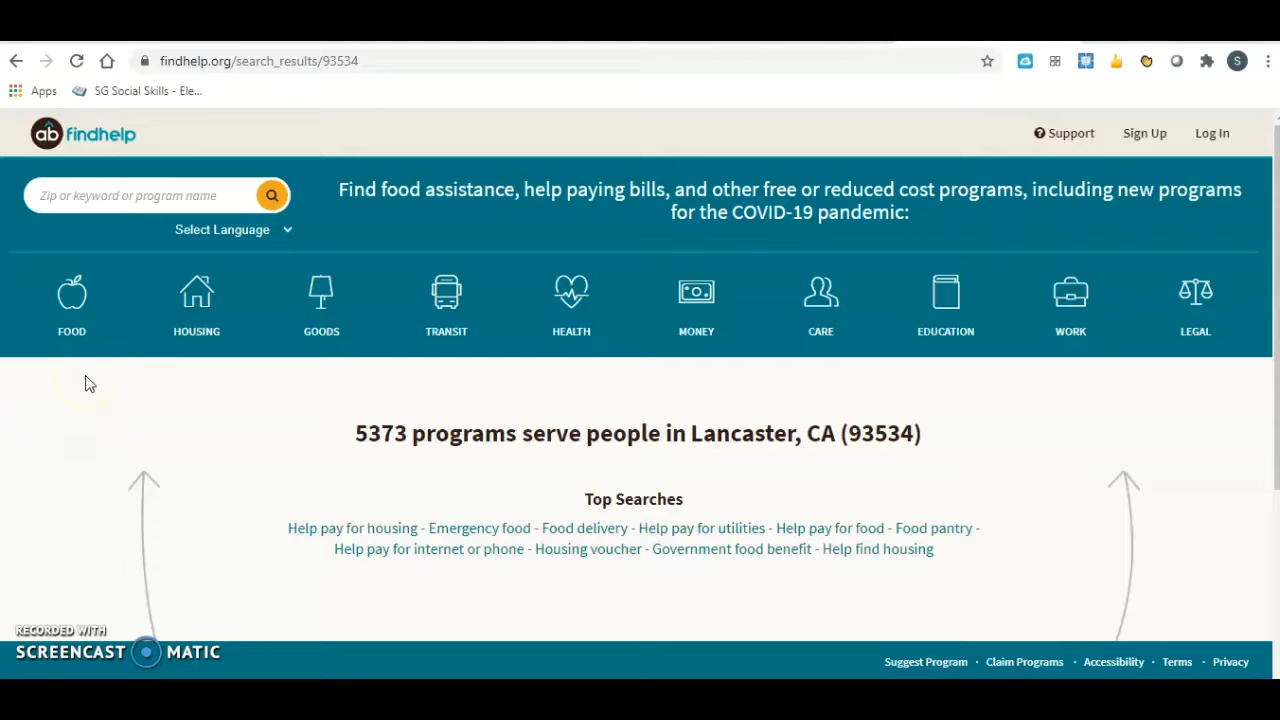 findhelp.org/search_results/93534
S
Apps SG Social Skills - Ele...
ab findhelp
Support Sign Up Log In
Zip or keyword or program name
Select Language
Find food assistance, help paying bills, and other free or reduced cost programs, including new programs
for the COVID-19 pandemic:
FOOD HOUSING GOODS TRANSIT HEALTH MONEY CARE EDUCATION WORK LEGAL
5373 programs serve people in Lancaster, CA (93534)
Top Searches
Help pay for housing - Emergency food - Food delivery - Help pay for utilities - Help pay for food - Food pantry -
Help pay for internet or phone - Housing voucher - Government food benefit - Help find housing
RECORDED WITH
SCREENCAST MATIC
Suggest Program · Claim Programs · Accessibility · Terms · Privacy